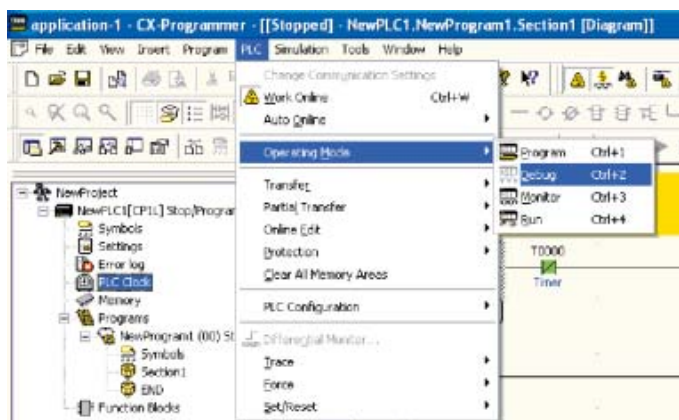 application-1 - CX-Programmer - [[Stopped] - NewPLC1.NewProgram1.Section1 [Diagram]]
File Edit View Insert Program PLC Simulation Tools Window Help
Change Communication Settings
Work Online Ctrl+W
Auto Online
Operating Mode
Program Ctrl+1
Debug Ctrl+2
Monitor Ctrl+3
Run Ctrl+4
Transfer
Partial Transfer
Online Edit
Protection
Clear All Memory Areas
PLC Configuration
Differential Monitor...
Trace
Force
Set/Reset
NewProject
NewPLC1[CP1L] Stop/Prograr
Symbols
Settings
Error log
PLC Clock
Memory
Programs
NewProgram1 (00) St
Symbols
Section1
END
Function Blocks
T0000
Timer